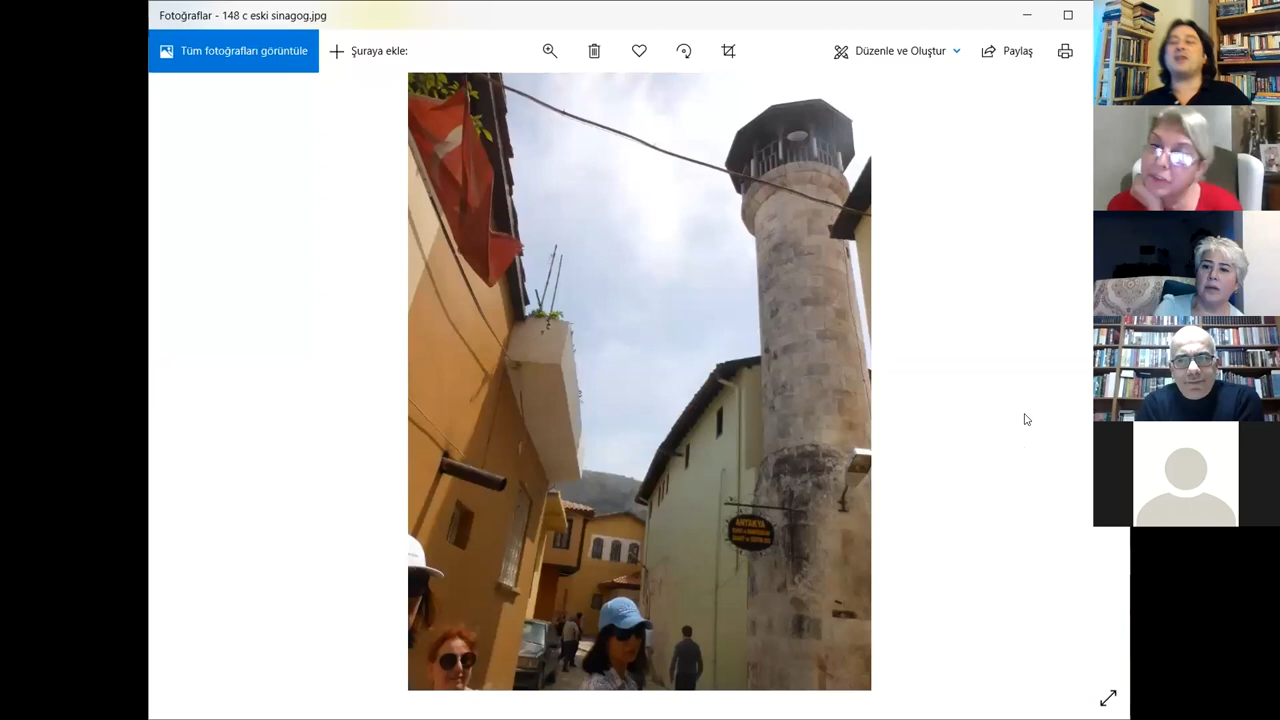 Fotoğraflar - 148 c eski sinagog.jpg
Tüm fotoğrafları görüntüle
Şuraya ekle:
Düzenle ve Oluştur
Paylaş
ANTAKYA